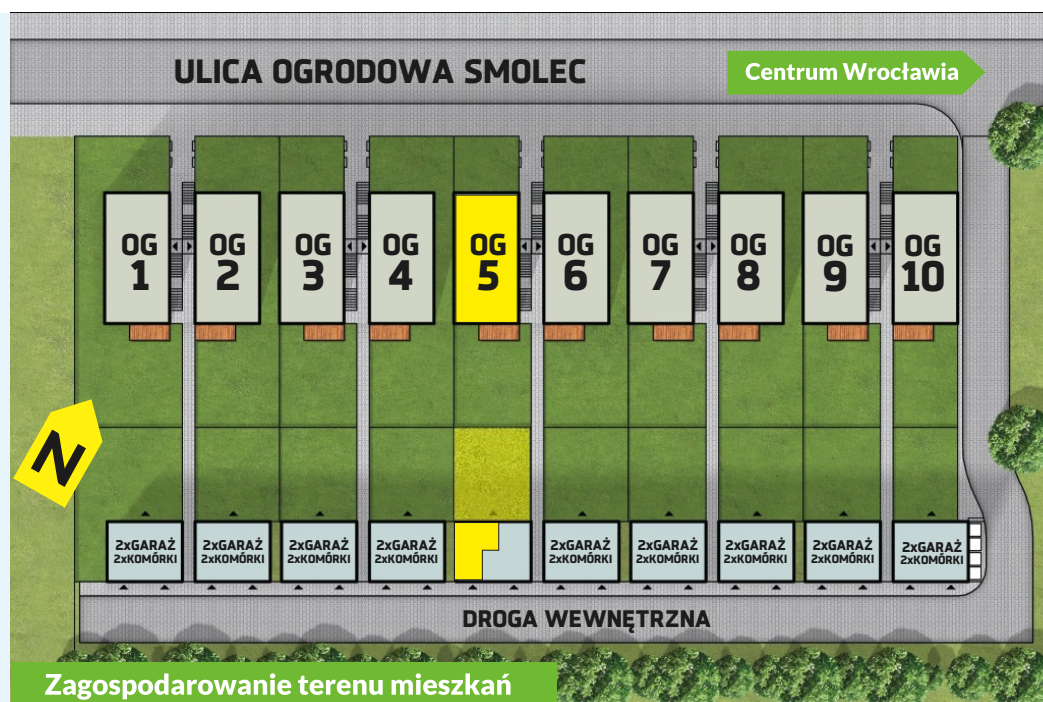 ULICA OGRODOWA SMOLEC
Centrum Wrocławia
OG
1
OG
2
OG
3
OG
4
OG
5
OG
6
OG
7
OG
8
OG
9
OG
10
N
2xGARAŻ
2xKOMÓRKI
2xGARAŻ
2xKOMÓRKI
2xGARAŻ
2xKOMÓRKI
2xGARAŻ
2xKOMÓRKI
2xGARAŻ
2xKOMÓRKI
2xGARAŻ
2xKOMÓRKI
2xGARAŻ
2xKOMÓRKI
2xGARAŻ
2xKOMÓRKI
2xGARAŻ
2xKOMÓRKI
DROGA WEWNĘTRZNA
Zagospodarowanie terenu mieszkań